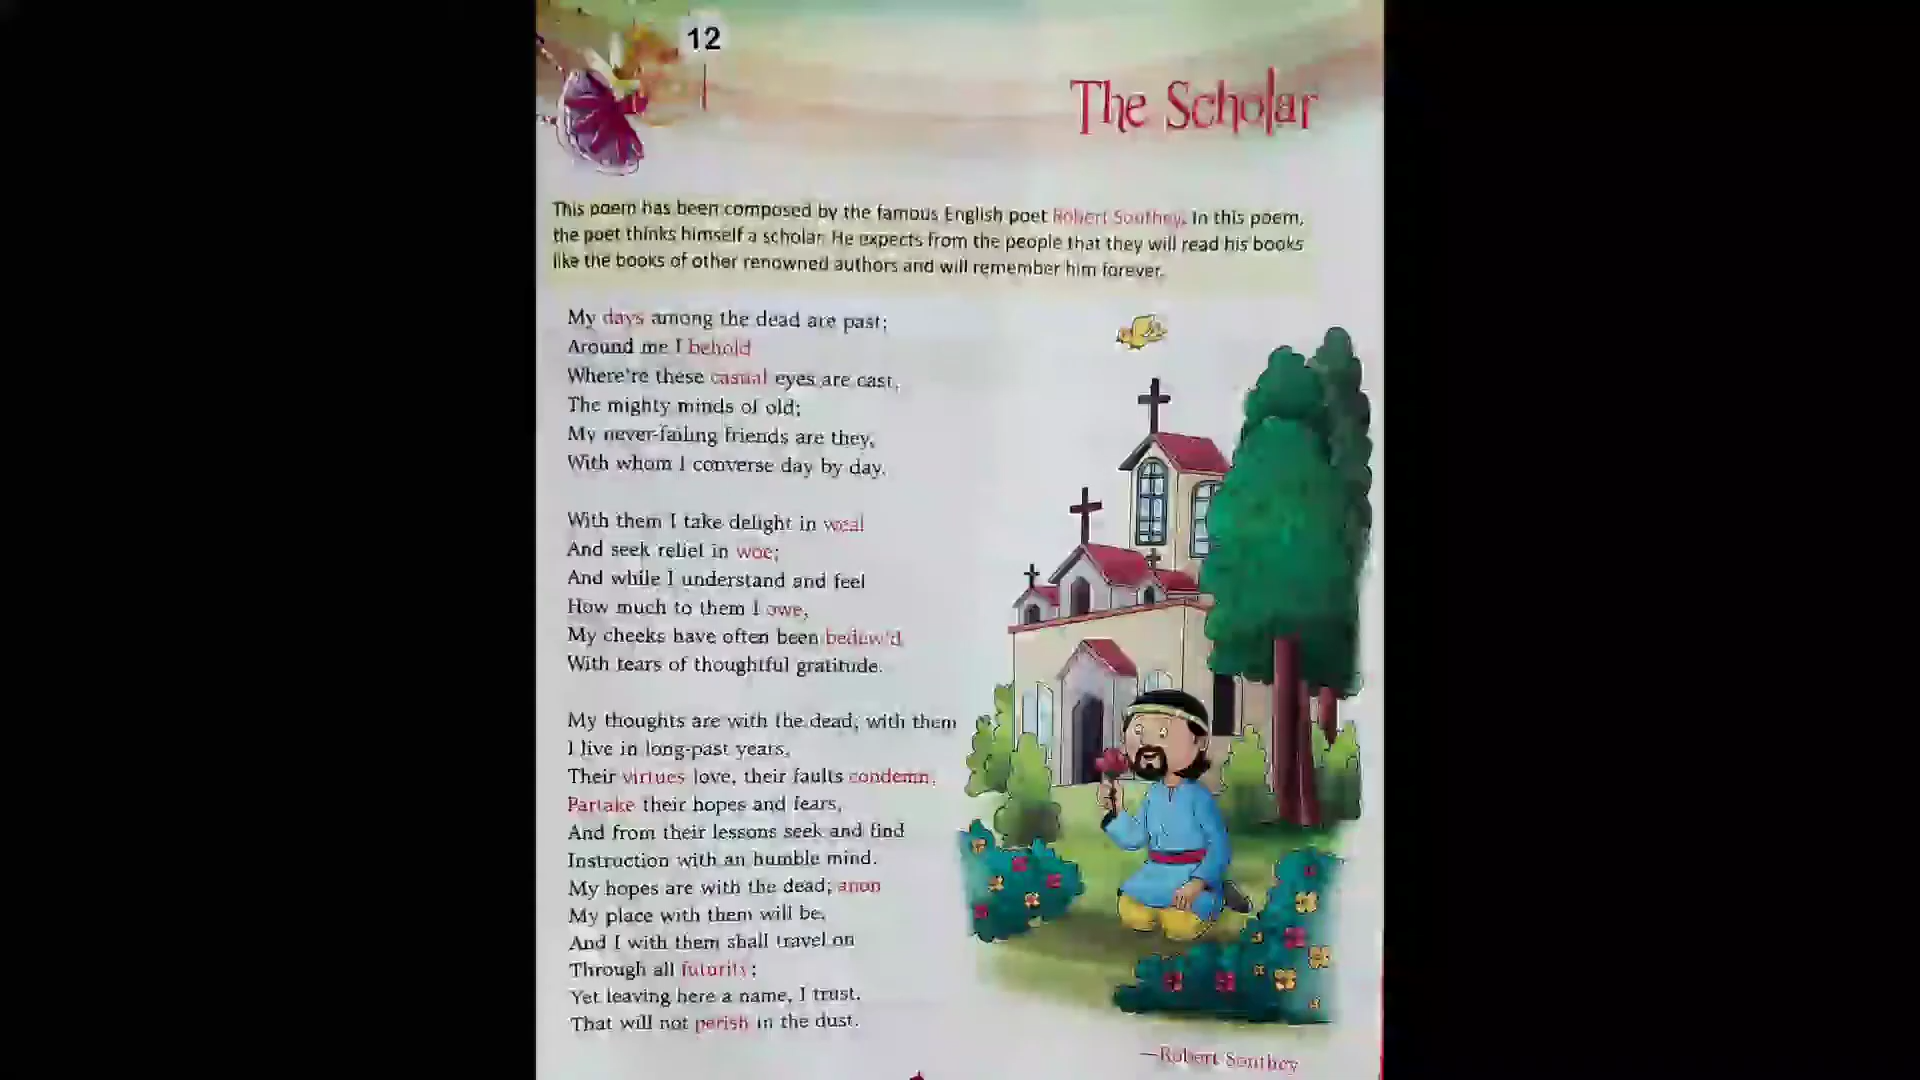 12
The Scholar
This poem has been composed by the famous English poet Robert Southey. In this poem,
the poet thinks himself a scholar. He expects from the people that they will read his books
like the books of other renowned authors and will remember him forever.
My days among the dead are past;
Around me I behold
Where're these casual eyes are cast,
The mighty minds of old;
My never-failing friends are they,
With whom I converse day by day.
With them I take delight in weal
And seek relief in woe;
And while I understand and feel
How much to them I owe,
My cheeks have often been bedew'd
With tears of thoughtful gratitude.
My thoughts are with the dead; with them
I live in long-past years,
Their virtues love, their faults condemn,
Partake their hopes and fears,
And from their lessons seek and find
Instruction with an humble mind.
My hopes are with the dead; anon
My place with them will be,
And I with them shall travel on
Through all futurity;
Yet leaving here a name, I trust,
That will not perish in the dust.
—Robert Southey